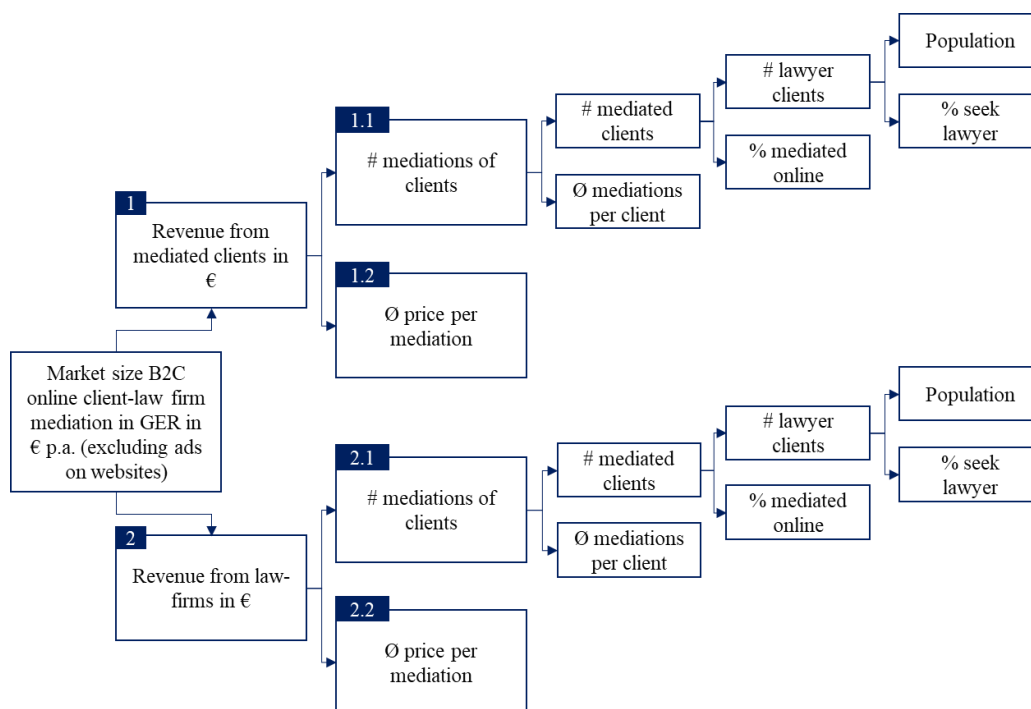 Population
# lawyer
clients
% seek
lawyer
1.1
# mediated
clients
# mediations of
clients
% mediated
online
Ø mediations
per client
1
Revenue from
mediated clients in
€
1.2
Ø price per
mediation
Market size B2C
online client-law firm
mediation in GER in
€ p.a. (excluding ads
on websites)
Population
# lawyer
clients
% seek
lawyer
2.1
# mediated
clients
# mediations of
clients
% mediated
online
Ø mediations
per client
2
Revenue from law-
firms in €
2.2
Ø price per
mediation